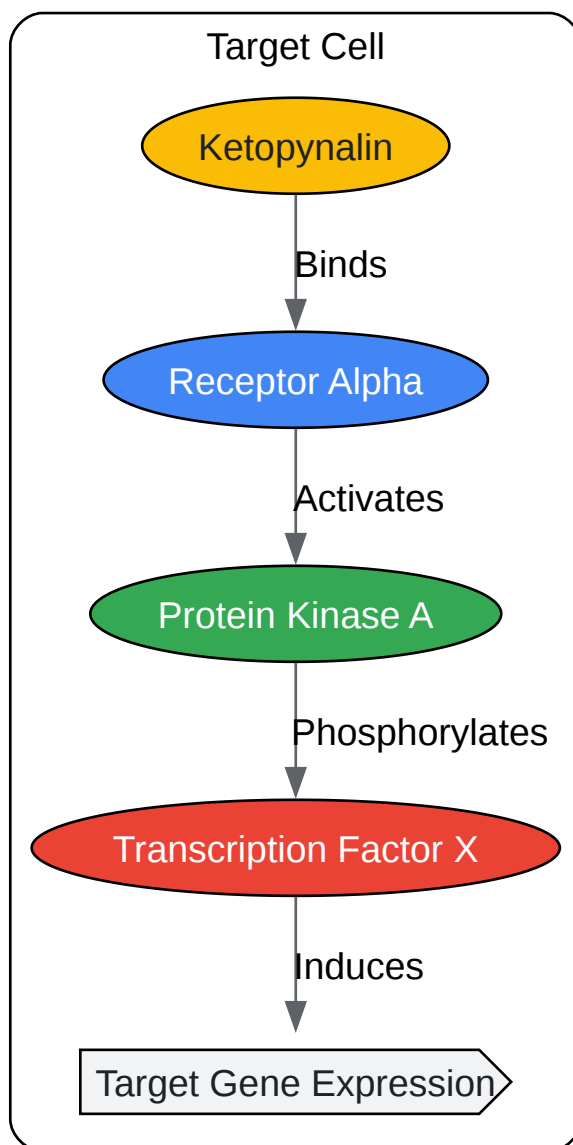 Target Cell
Ketopynalin
Binds
Receptor Alpha
Activates
Protein Kinase A
Phosphorylates
Transcription Factor X
Induces
Target Gene Expression